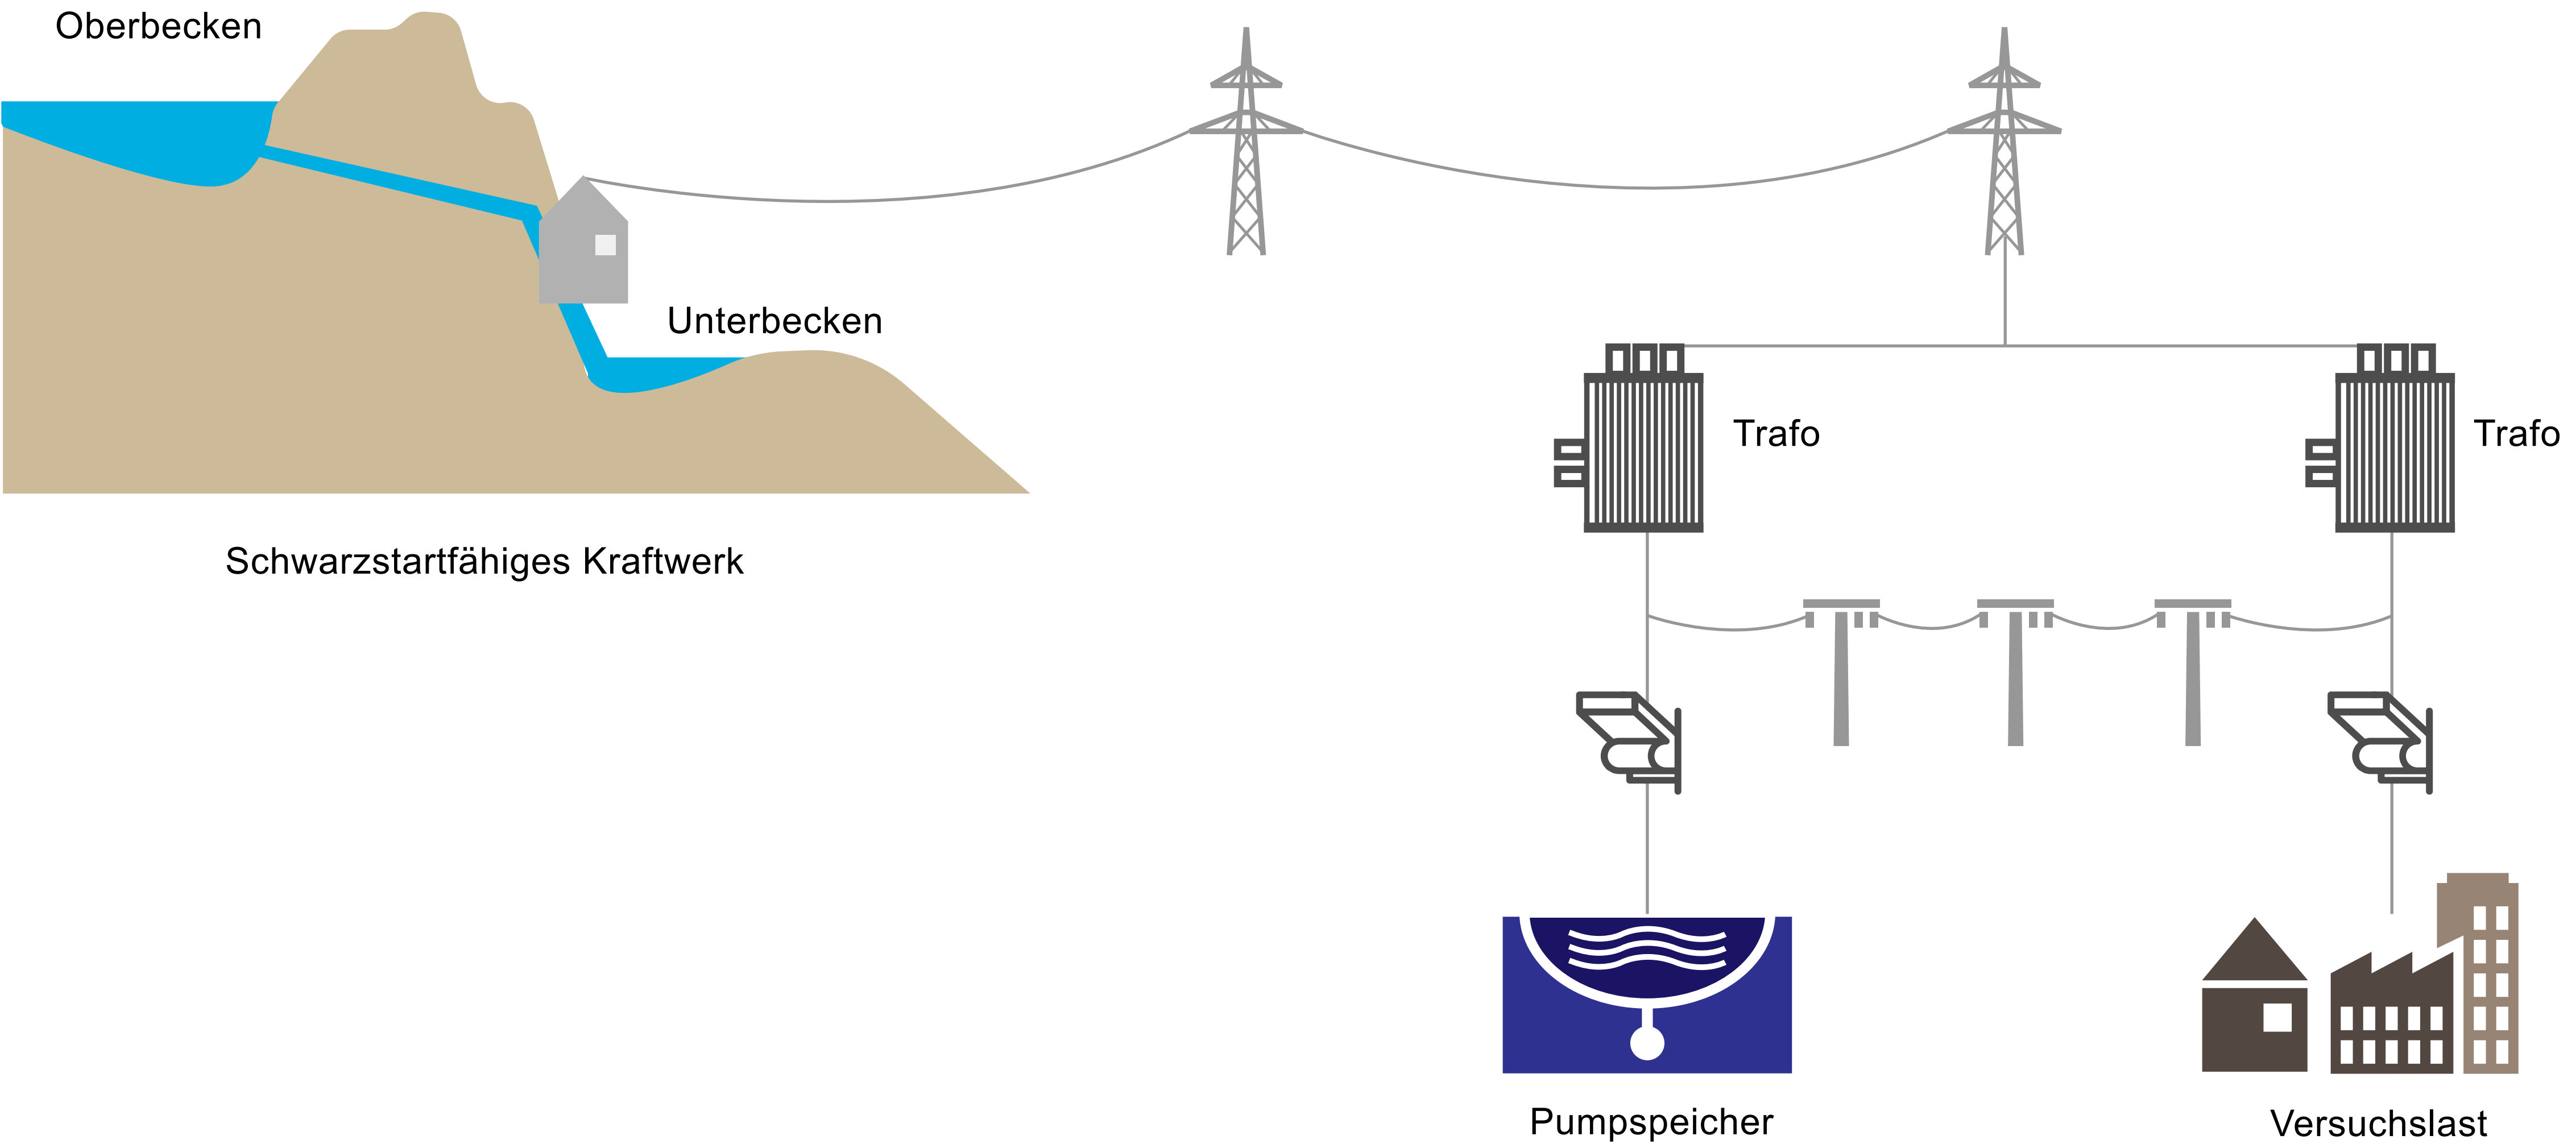 Oberbecken
Unterbecken
Schwarzstartfähiges Kraftwerk
Trafo
Trafo
Pumpspeicher
Versuchslast